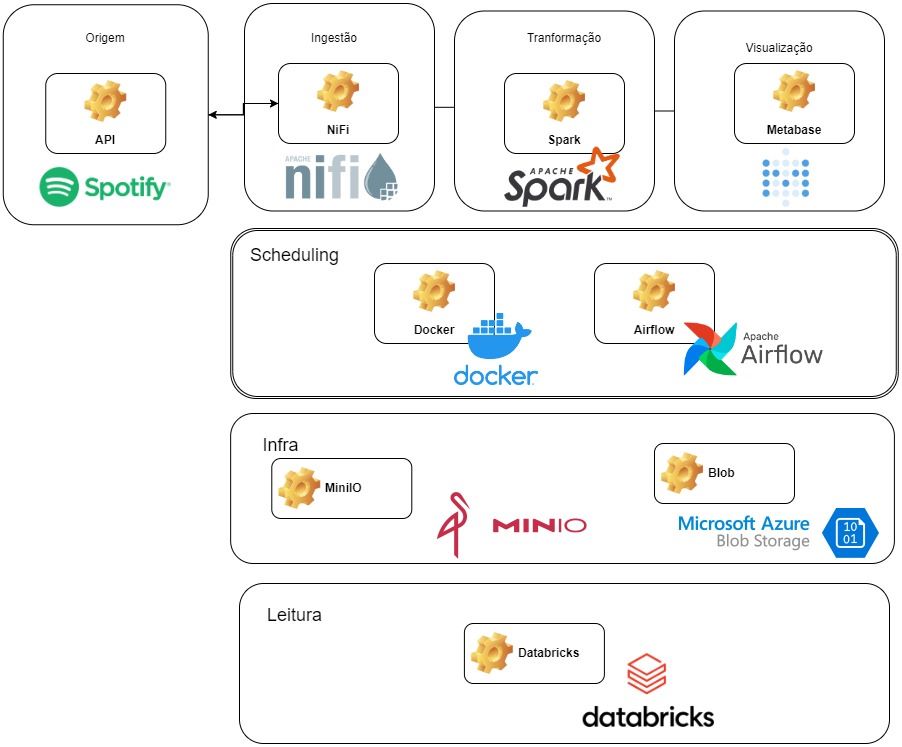 Origem
API
Spotify®
Ingestão
NiFi
APACHE
nifi
Tranformação
Spark
APACHE
Spark™
Visualização
Metabase
Scheduling
Docker
docker
Airflow
Apache
Airflow
Infra
MiniIO
MINIO
Blob
Microsoft Azure
Blob Storage
10
01
Leitura
Databricks
databricks